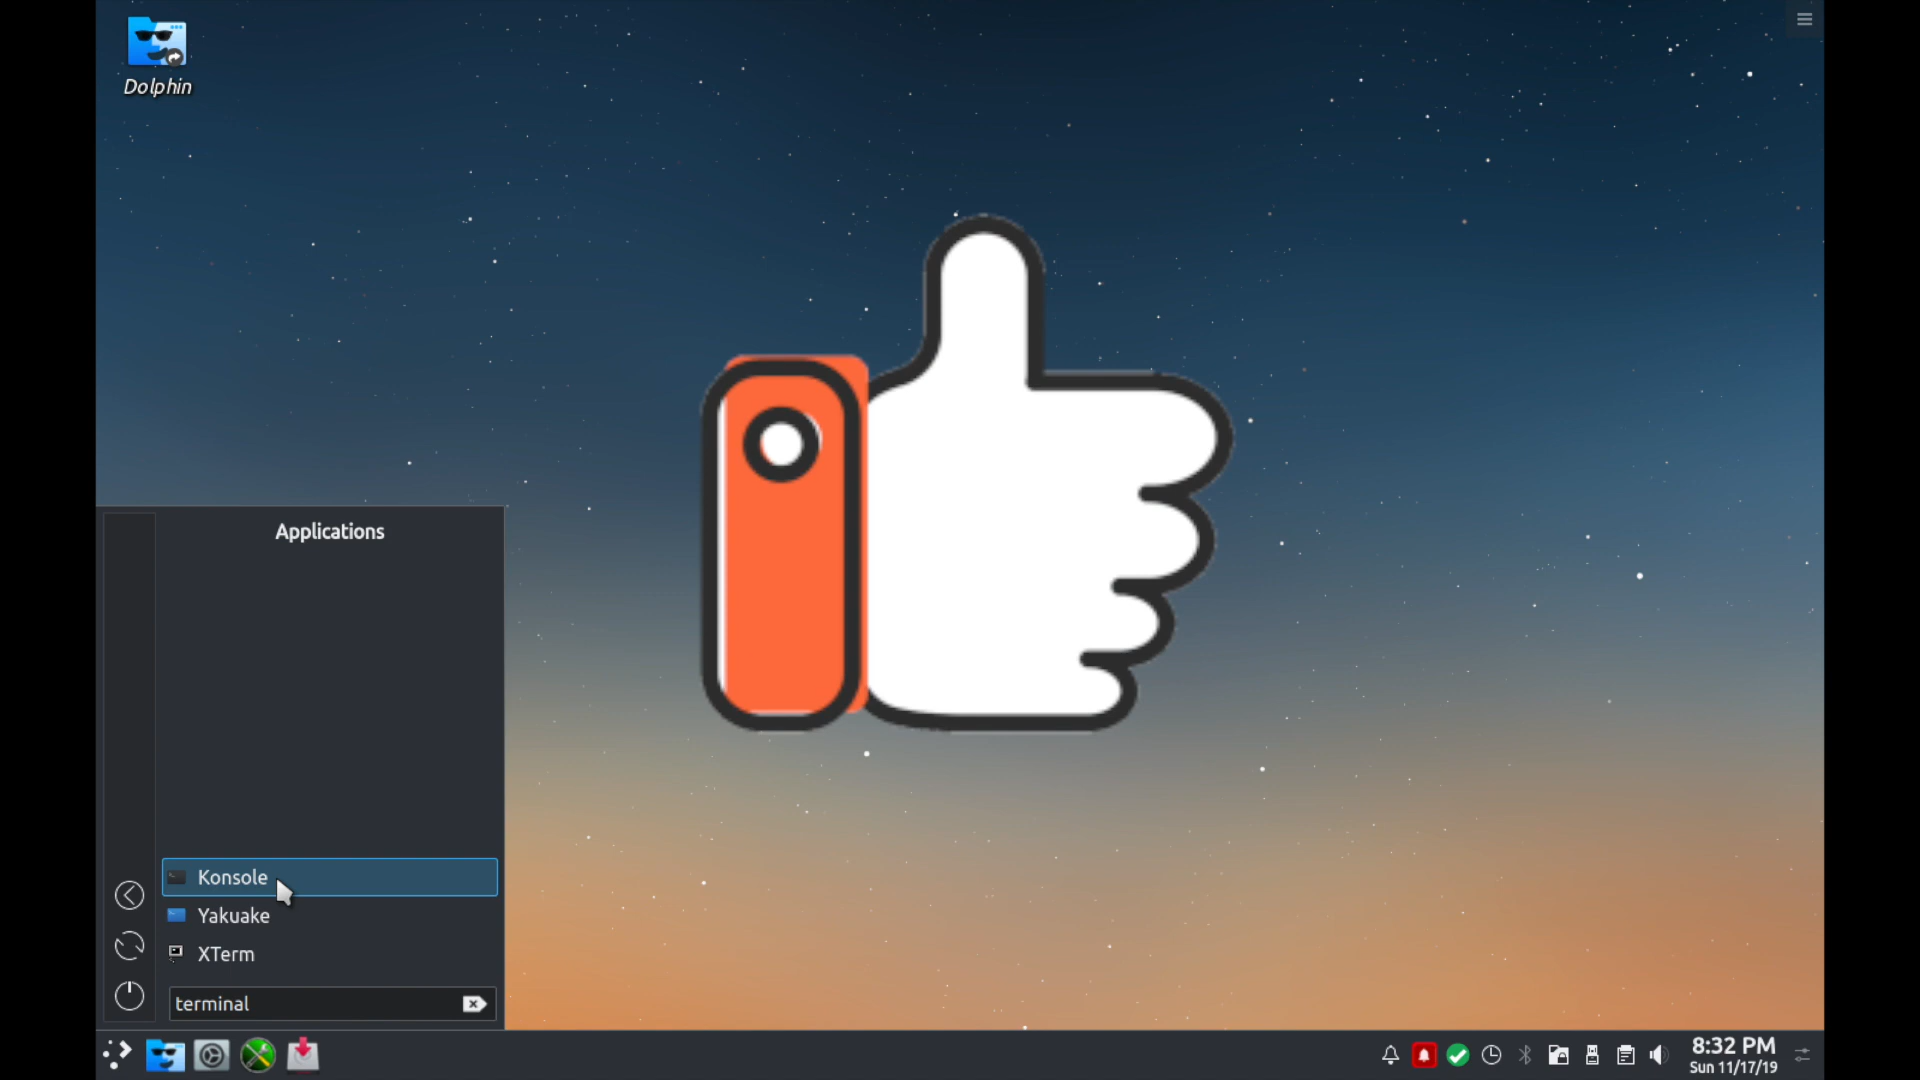 Dolphin
Applications
Konsole
Yakuake
XTerm
terminal
8:32 PM
Sun 11/17/19